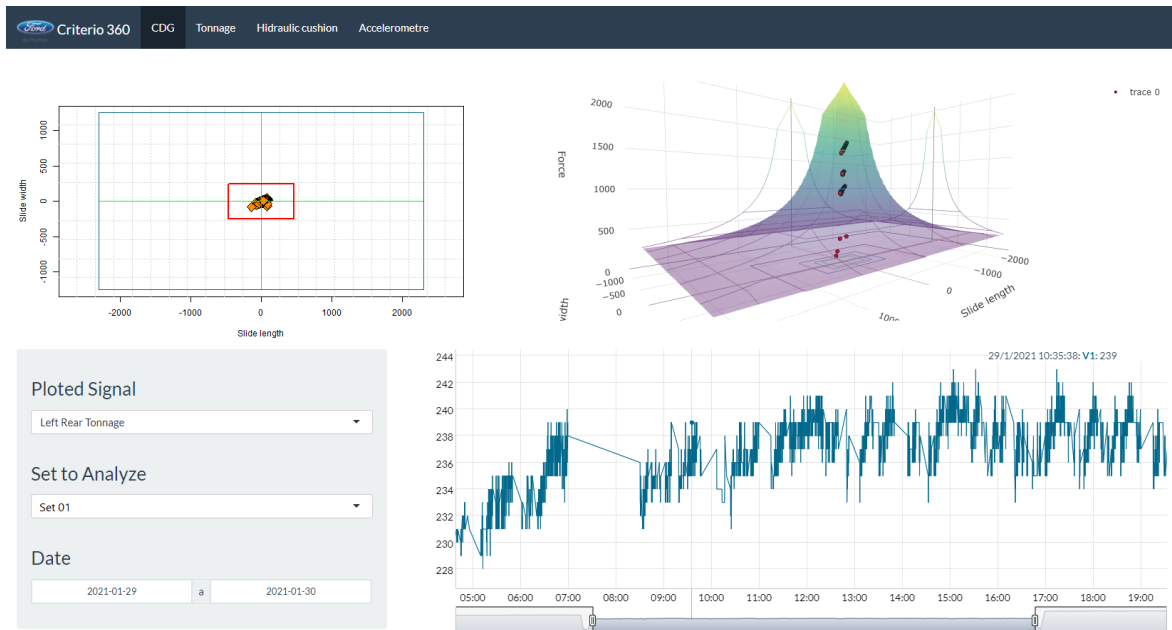 Ford Criterio 360 CDG Tonnage Hidraulic cushion Accelerometre
1000
500
0
-500
-1000
Slide width
-2000 -1000 0 1000 2000
Slide length
trace 0
2000
1500
1000
500
0
Force
-1000
-500
0
width
-2000
-1000
0
1000
Slide length
Ploted Signal
Left Rear Tonnage
Set to Analyze
Set 01
Date
2021-01-29 a 2021-01-30
29/1/2021 10:35:38: V1: 239
244
242
240
238
236
234
232
230
228
05:00 06:00 07:00 08:00 09:00 10:00 11:00 12:00 13:00 14:00 15:00 16:00 17:00 18:00 19:00